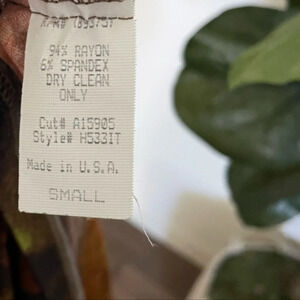 94% RAYON
6% SPANDEX
DRY CLEAN
ONLY
Cut# A15905
Style# H5331T
Made in U.S.A.
SMALL